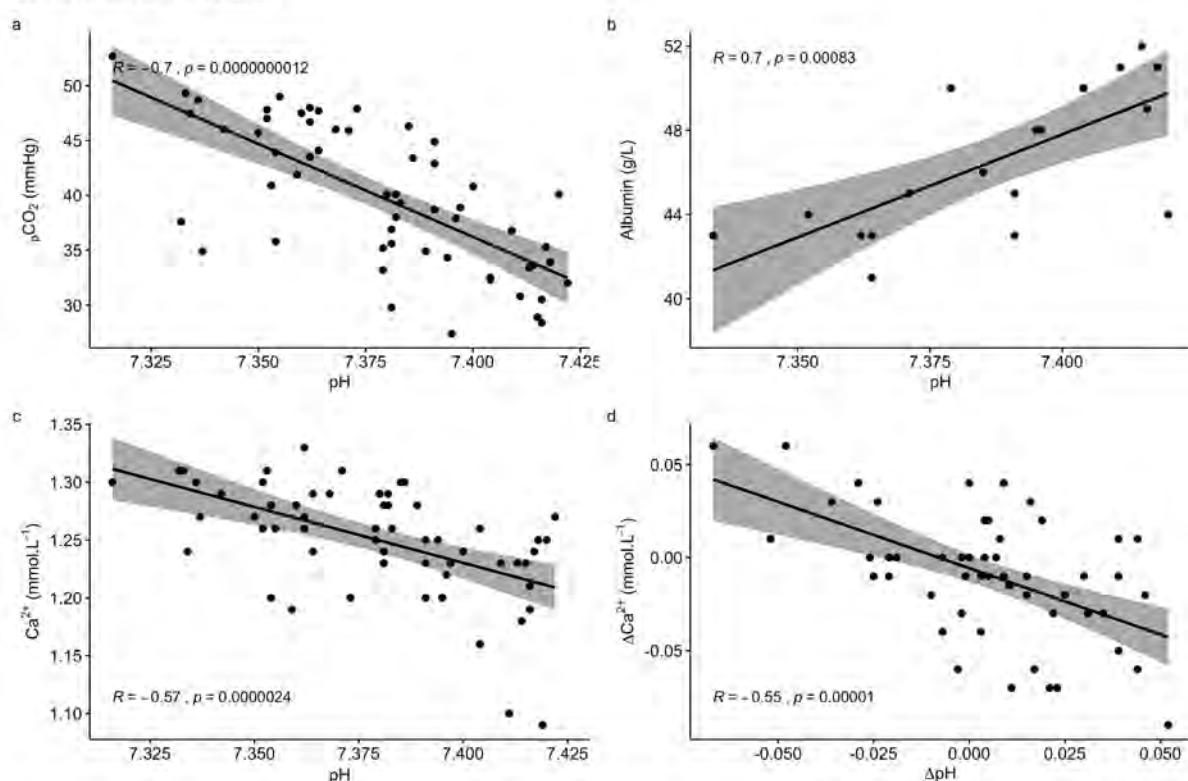 a
R = −0.7 , p = 0.0000000012
pCO2 (mmHg)
50
45
40
35
30
7.325 7.350 7.375 7.400 7.425
pH
b
R = 0.7 , p = 0.00083
Albumin (g/L)
52
48
44
40
7.350 7.375 7.400
pH
c
Ca2+ (mmol.L−1)
1.35
1.30
1.25
1.20
1.15
1.10
R = −0.57 , p = 0.0000024
7.325 7.350 7.375 7.400 7.425
pH
d
ΔCa2+ (mmol.L−1)
0.05
0.00
-0.05
R = −0.55 , p = 0.00001
-0.050 -0.025 0.000 0.025 0.050
ΔpH